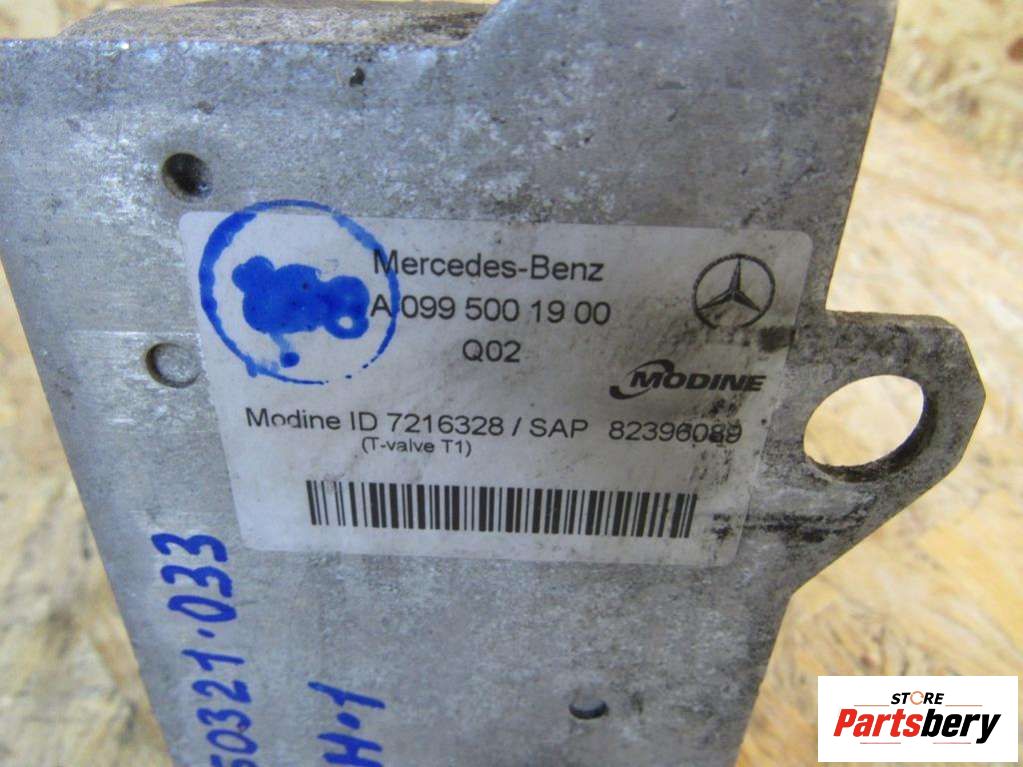 Mercedes-Benz
A 099 500 19 00
Q02
MODINE
Modine ID 7216328 / SAP 82396089
(T-valve T1)
50321.033
H.1
STORE
Partsbery